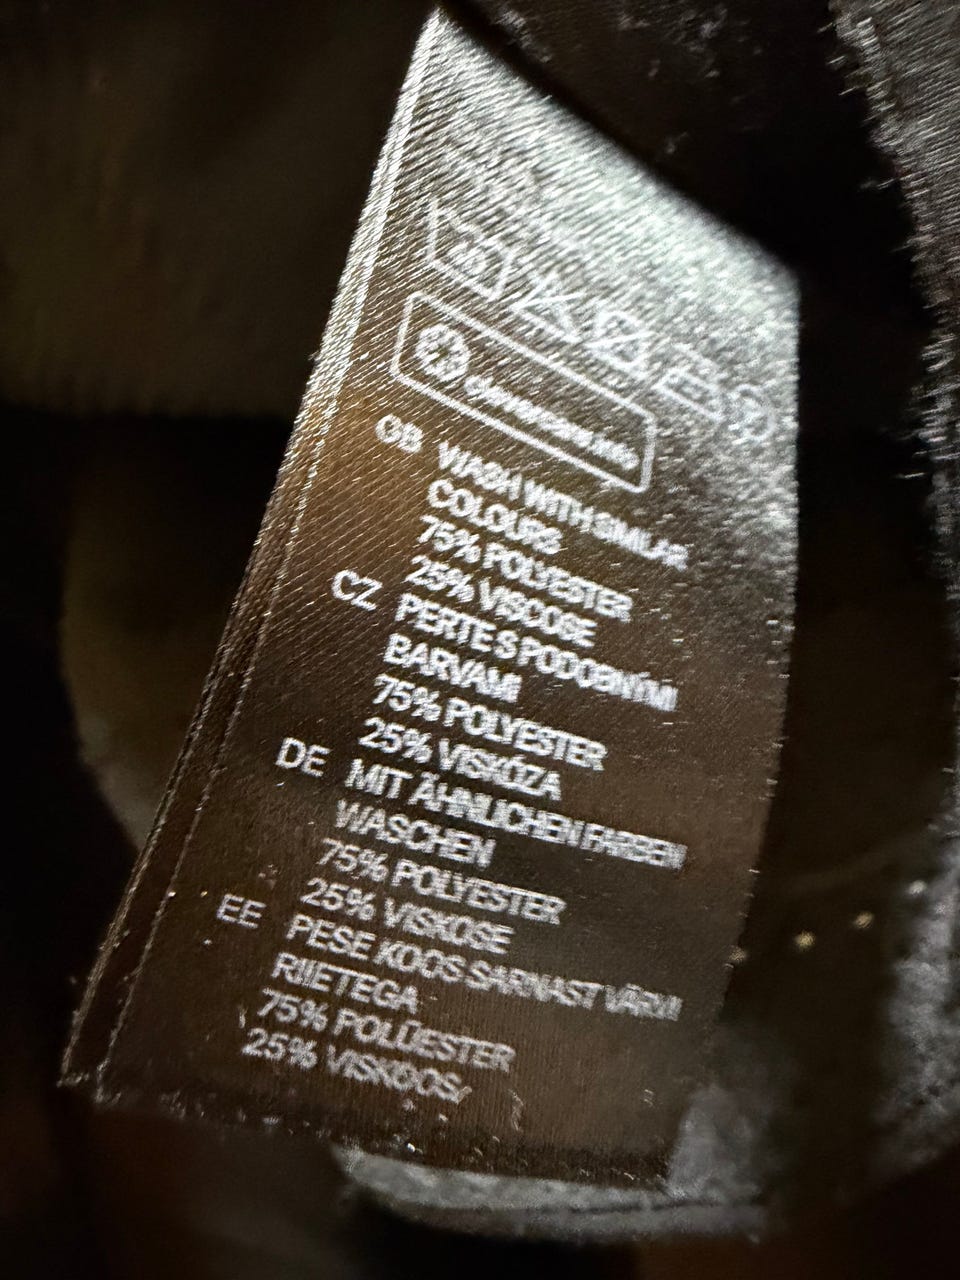 GB WASH WITH SIMILAR
COLOURS
75% POLYESTER
25% VISCOSE
CZ PERTE S PODOBNÝMI
BARVAMI
75% POLYESTER
25% VISKÓZA
DE MIT ÄHNLICHEN FARBEN
WASCHEN
75% POLYESTER
25% VISKOSE
EE PESE KOOS SARNAST VÄRVI
RIIETEGA
75% POLÜESTER
25% VISKOOS